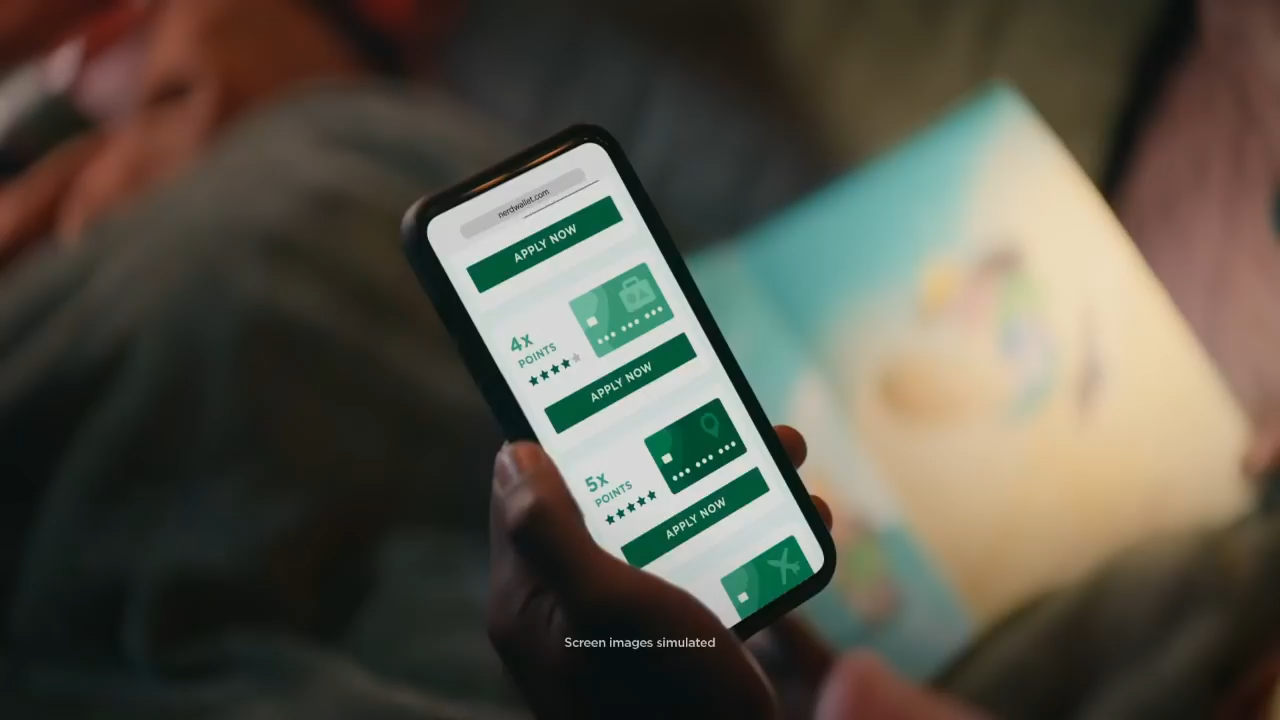 nerdwallet.com
APPLY NOW
4x
POINTS
APPLY NOW
5x
POINTS
APPLY NOW
Screen images simulated